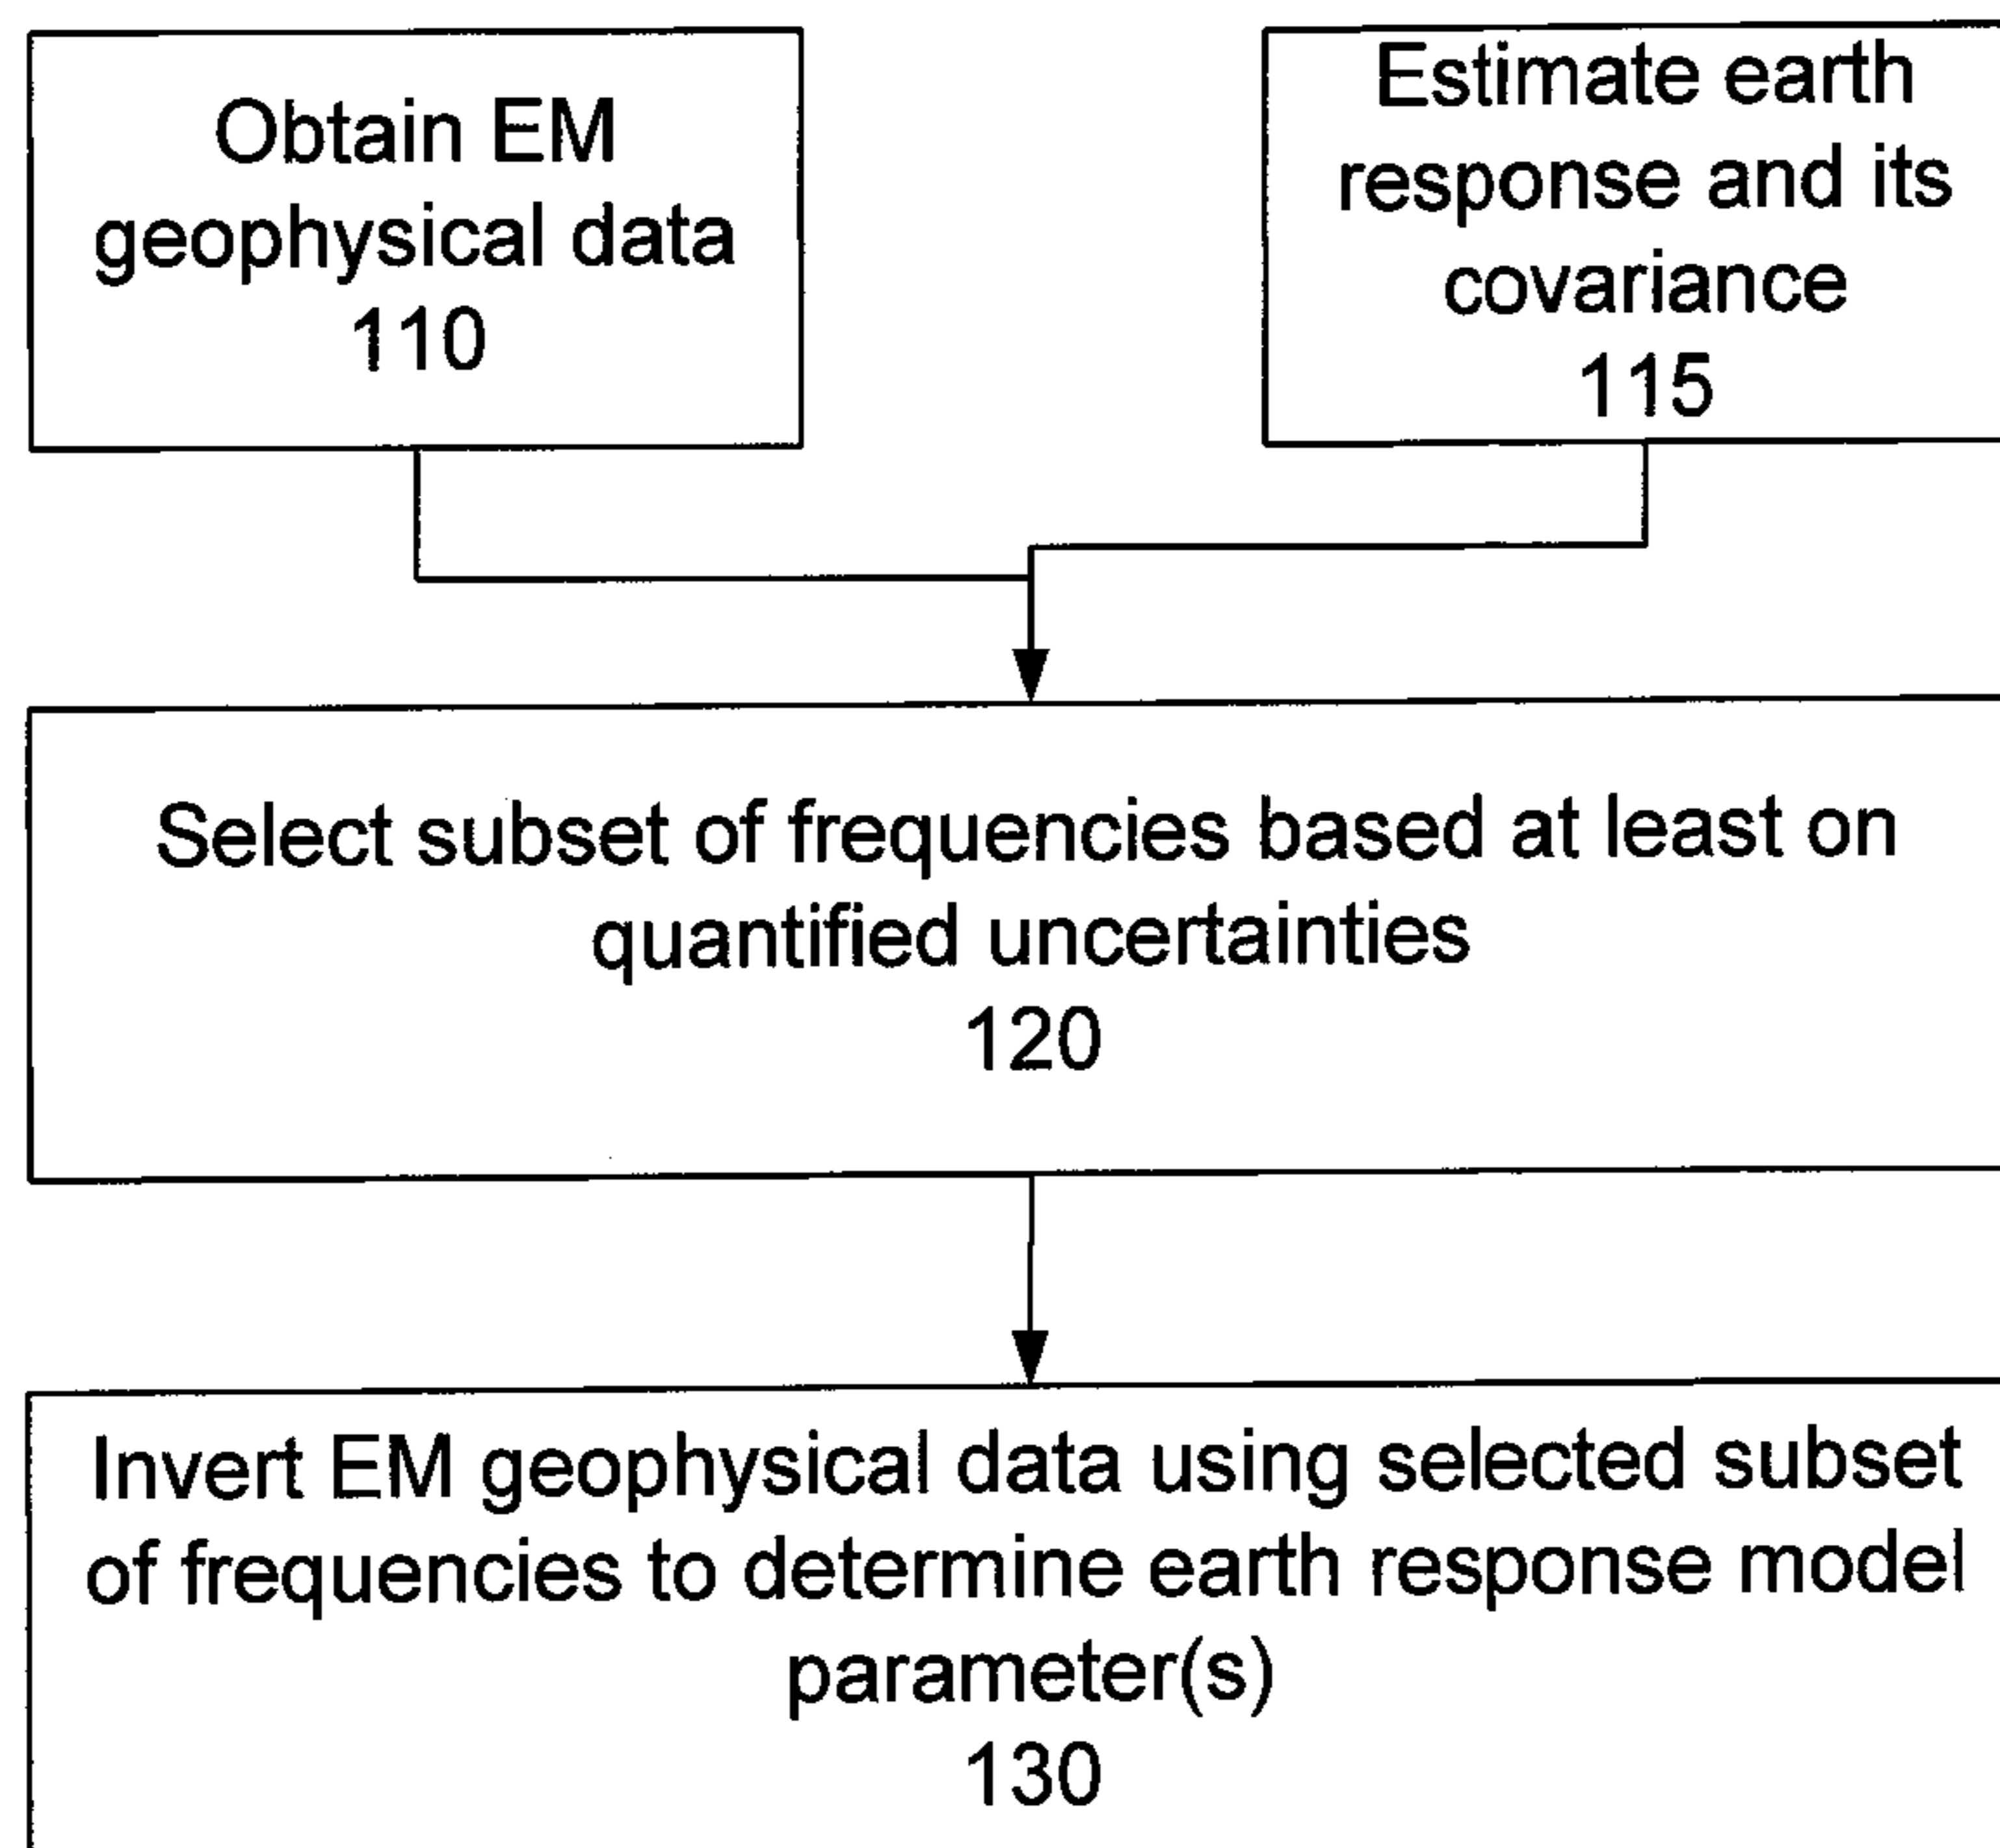 Obtain EM
geophysical data
110
Estimate earth
response and its
covariance
115
Select subset of frequencies based at least on
quantified uncertainties
120
Invert EM geophysical data using selected subset
of frequencies to determine earth response model
parameter(s)
130